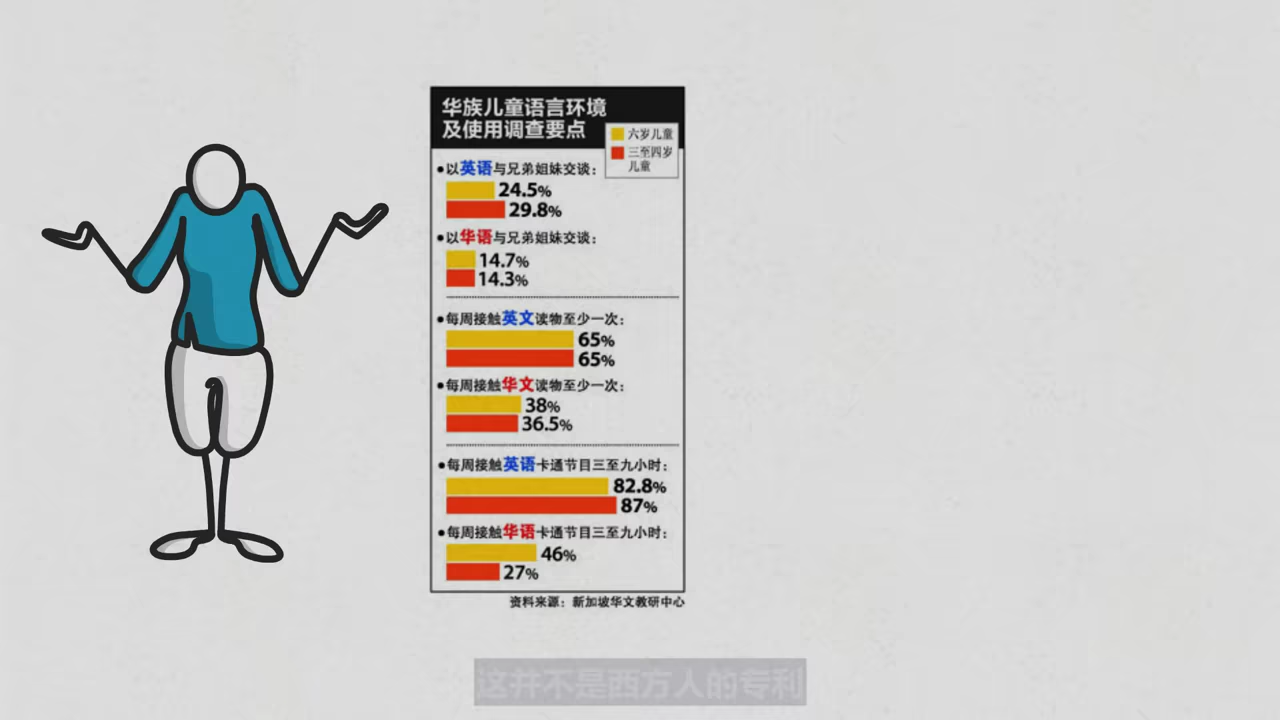 华族儿童语言环境
及使用调查要点
六岁儿童
三至四岁
儿童
●以英语与兄弟姐妹交谈：
24.5%
29.8%
●以华语与兄弟姐妹交谈：
14.7%
14.3%
●每周接触英文读物至少一次：
65%
65%
●每周接触华文读物至少一次：
38%
36.5%
●每周接触英语卡通节目三至九小时：
82.8%
87%
●每周接触华语卡通节目三至九小时：
46%
27%
资料来源：新加坡华文教研中心
这并不是西方人的专利